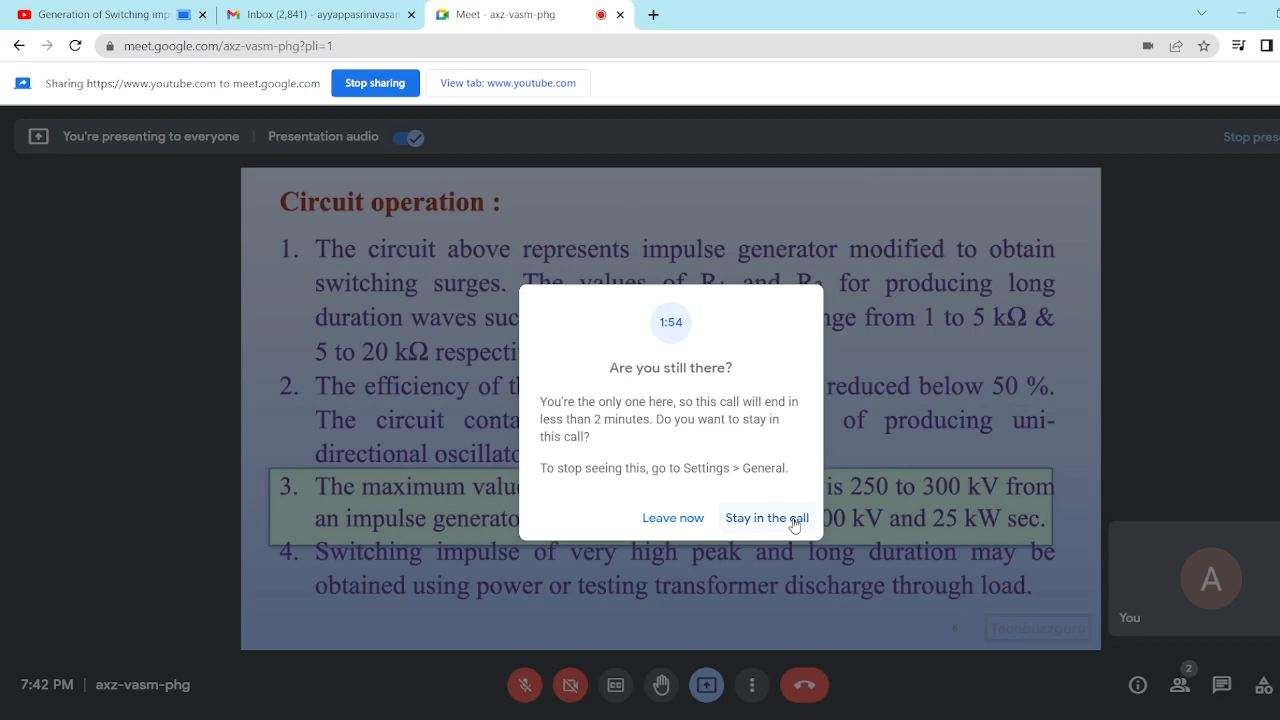 Generation of Switching imp
Inbox (2,841) - ayyappasrinivasan
Meet - axz-vasm-phg
meet.google.com/axz-vasm-phg?pli=1
Sharing https://www.youtube.com to meet.google.com
Stop sharing
View tab: www.youtube.com
You're presenting to everyone
Presentation audio
Stop pres
Circuit operation :
1. The circuit above represents impulse generator modified to obtain
switching surges. The values of R₁ and R₂ for producing long
duration waves suc
nge from 1 to 5 kΩ &
5 to 20 kΩ respecti
2. The efficiency of t
reduced below 50 %.
The circuit conta
of producing uni-
directional oscillato
3. The maximum valu
is 250 to 300 kV from
an impulse generato
00 kV and 25 kW sec.
4. Switching impulse of very high peak and long duration may be
obtained using power or testing transformer discharge through load.
Techbuzzguru
1:54
Are you still there?
You're the only one here, so this call will end in
less than 2 minutes. Do you want to stay in
this call?
To stop seeing this, go to Settings > General.
Leave now
Stay in the call
A
You
7:42 PM | axz-vasm-phg
2